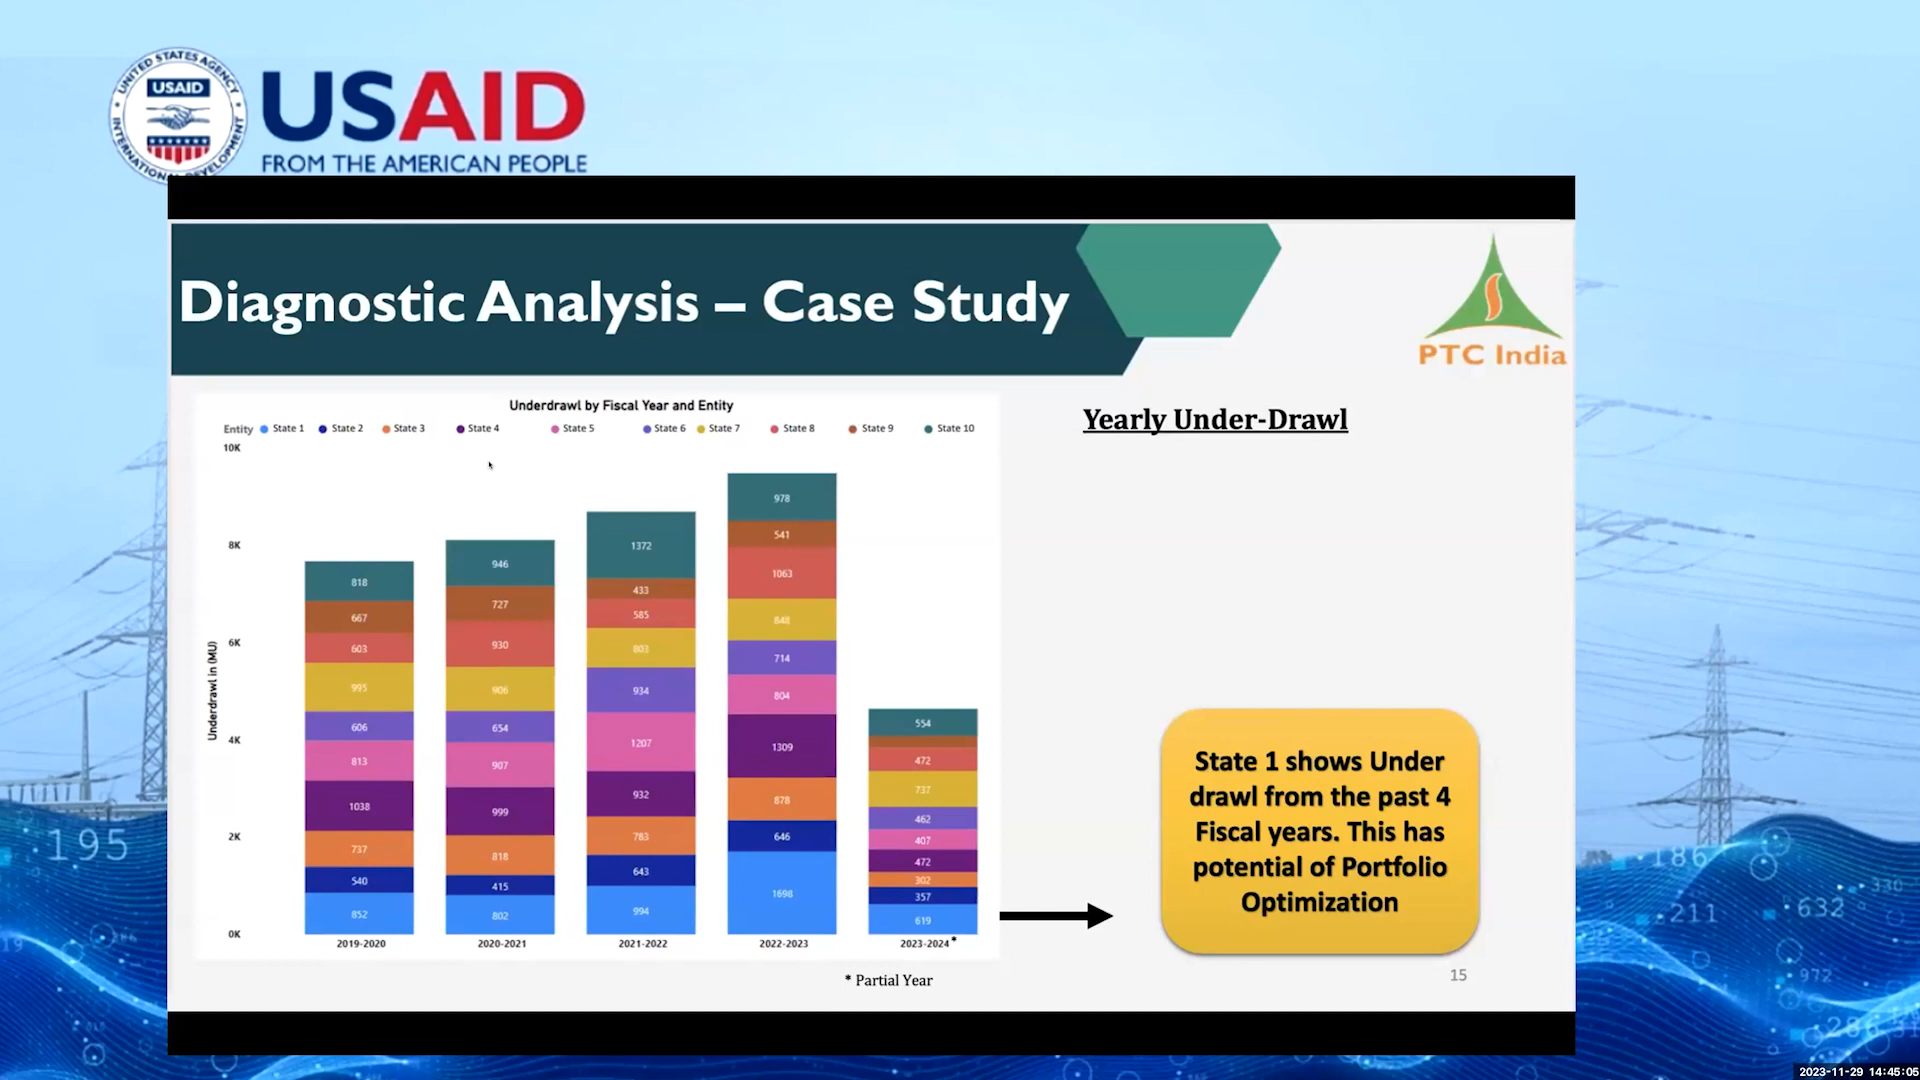 UNITED STATES AGENCY
USAID
INTERNATIONAL DEVELOPMENT
USAID
FROM THE AMERICAN PEOPLE
Diagnostic Analysis – Case Study
PTC India
Underdrawl by Fiscal Year and Entity
Entity State 1 State 2 State 3 State 4 State 5 State 6 State 7 State 8 State 9 State 10
Yearly Under-Drawl
Underdrawl in (MU)
10K
8K
6K
4K
2K
0K
818
667
603
995
606
813
1038
737
540
852
2019-2020
946
727
930
906
654
907
999
818
415
802
2020-2021
1372
433
585
803
934
1207
932
783
643
994
2021-2022
978
541
1063
848
714
804
1309
878
646
1698
2022-2023
554
472
737
462
407
472
302
357
619
2023-2024*
* Partial Year
State 1 shows Under
drawl from the past 4
Fiscal years. This has
potential of Portfolio
Optimization
15
195
186
330
211
632
972
2023-11-29 14:45:05